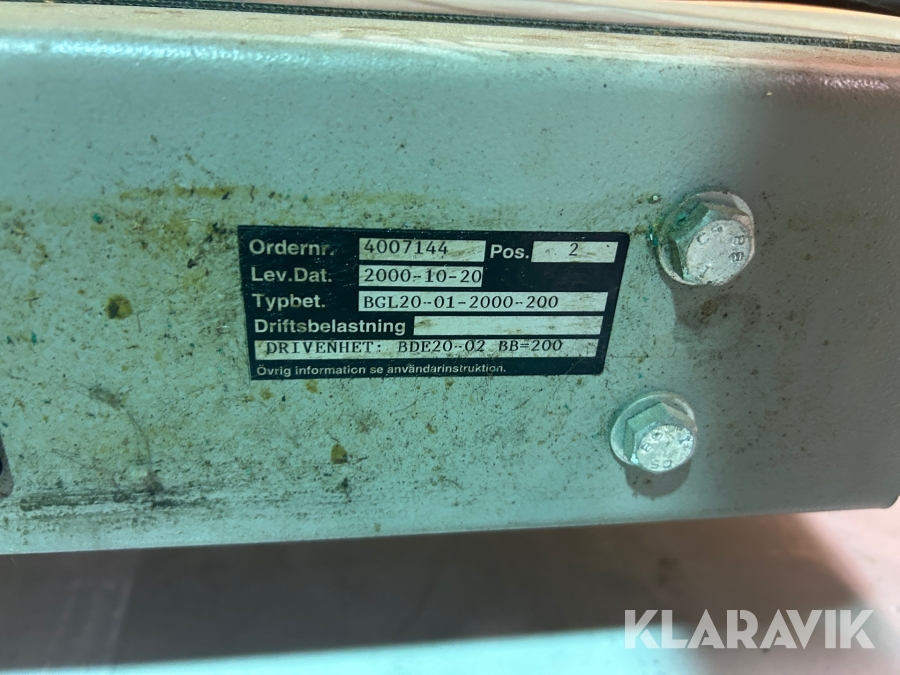 Ordernr. 4007144 Pos. 2
Lev.Dat. 2000-10-20
Typbet. BGL20-01-2000-200
Driftsbelastning
DRIVENHET: BDE20-02 BB=200
Övrig information se användarinstruktion.
KLARAVIK